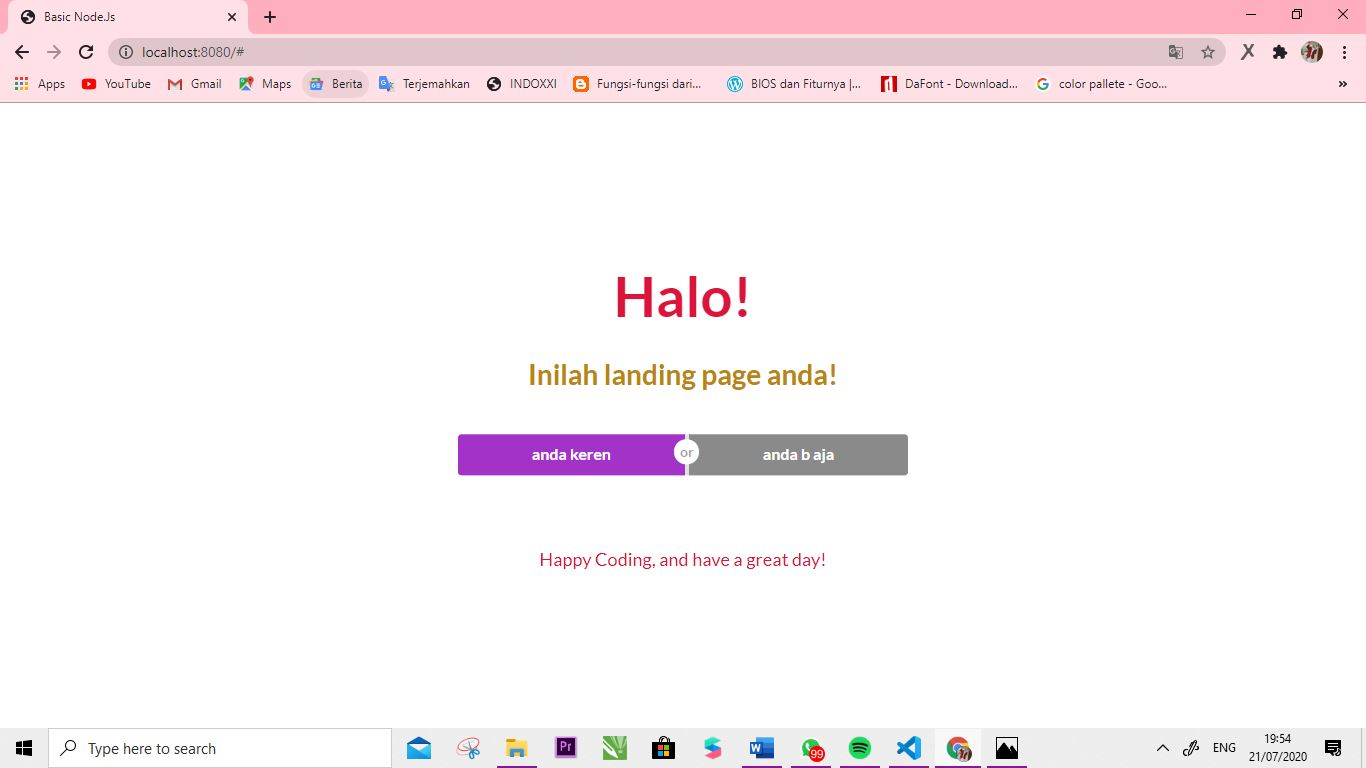 Basic Node.Js
localhost:8080/#
Apps YouTube Gmail Maps Berita Terjemahkan INDOXXI Fungsi-fungsi dari... BIOS dan Fiturnya |... DaFont - Download... color pallete - Goo... »
Halo!
Inilah landing page anda!
anda keren or anda b aja
Happy Coding, and have a great day!
Type here to search Pr W 99 ENG 19:54
21/07/2020